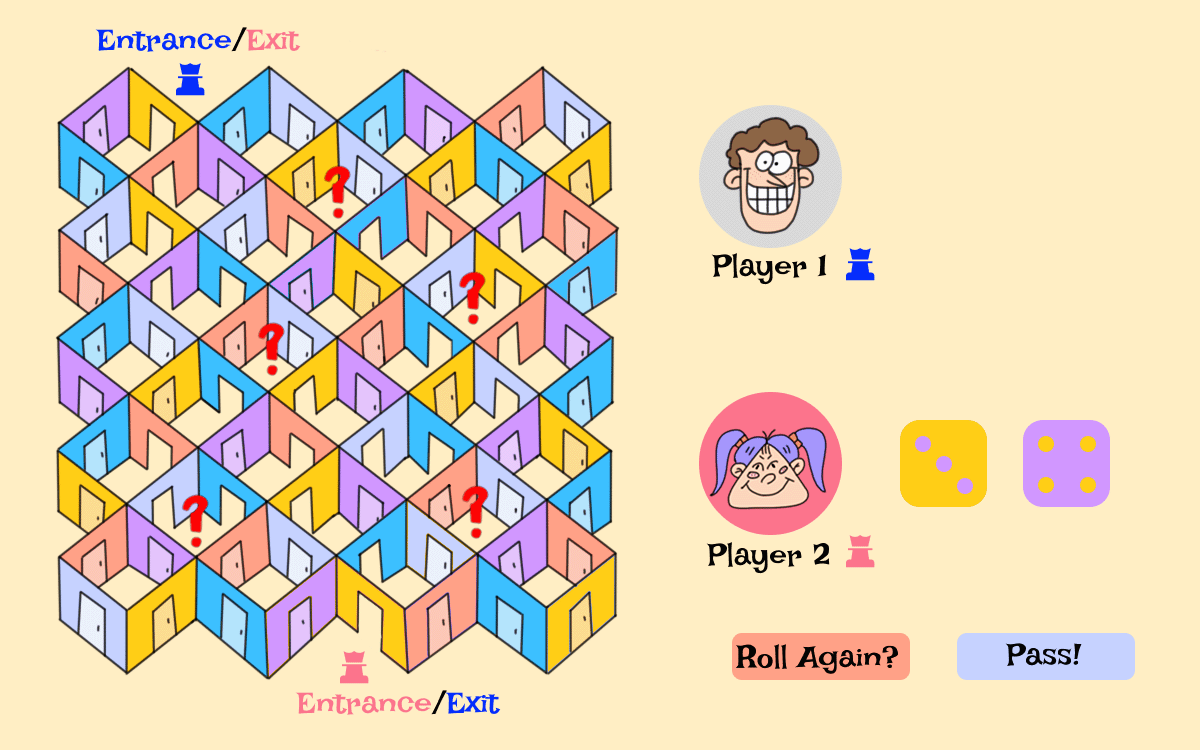 Entrance/Exit
?
?
?
?
?
Entrance/Exit
Player 1
Player 2
Roll Again?
Pass!